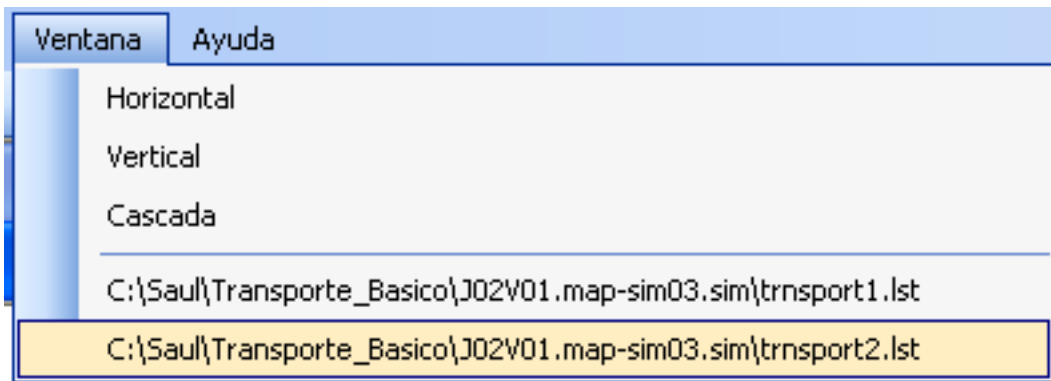 Ventana Ayuda
Horizontal
Vertical
Cascada
C:\Saul\Transporte_Basico\J02V01.map-sim03.sim\trnsport1.lst
C:\Saul\Transporte_Basico\J02V01.map-sim03.sim\trnsport2.lst